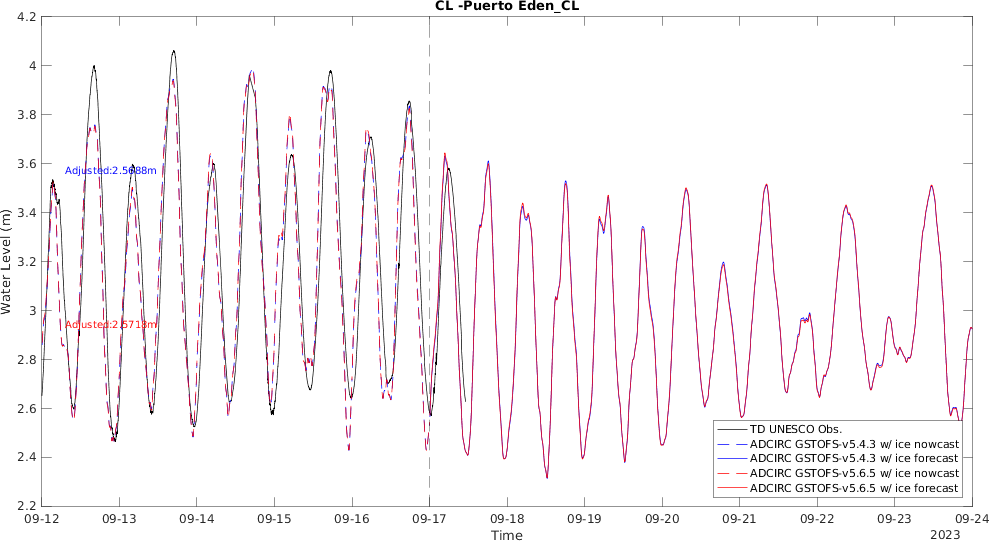 CL -Puerto Eden_CL
4.2
4
3.8
3.6
3.4
3.2
3
2.8
2.6
2.4
2.2
Water Level (m)
Adjusted:2.5688m
Adjusted:2.5713m
TD UNESCO Obs.
ADCIRC GSTOFS-v5.4.3 w/ ice nowcast
ADCIRC GSTOFS-v5.4.3 w/ ice forecast
ADCIRC GSTOFS-v5.6.5 w/ ice nowcast
ADCIRC GSTOFS-v5.6.5 w/ ice forecast
09-12 09-13 09-14 09-15 09-16 09-17 09-18 09-19 09-20 09-21 09-22 09-23 09-24
Time
2023